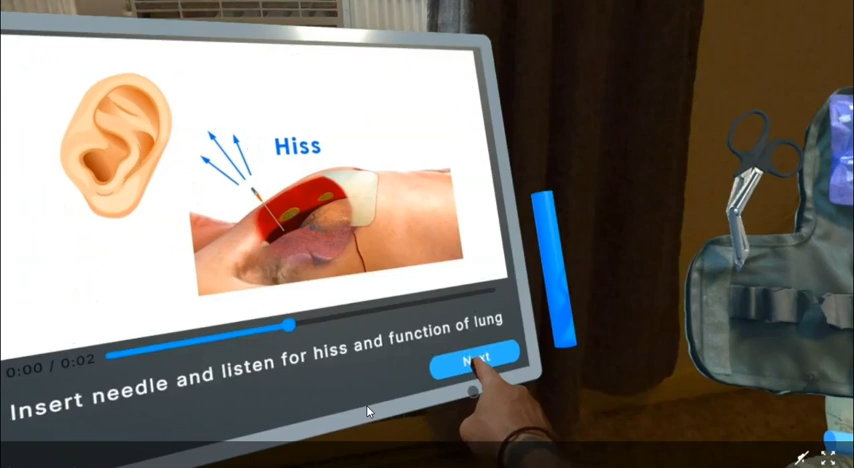 Hiss
0:00 / 0:02
Insert needle and listen for hiss and function of lung
Next